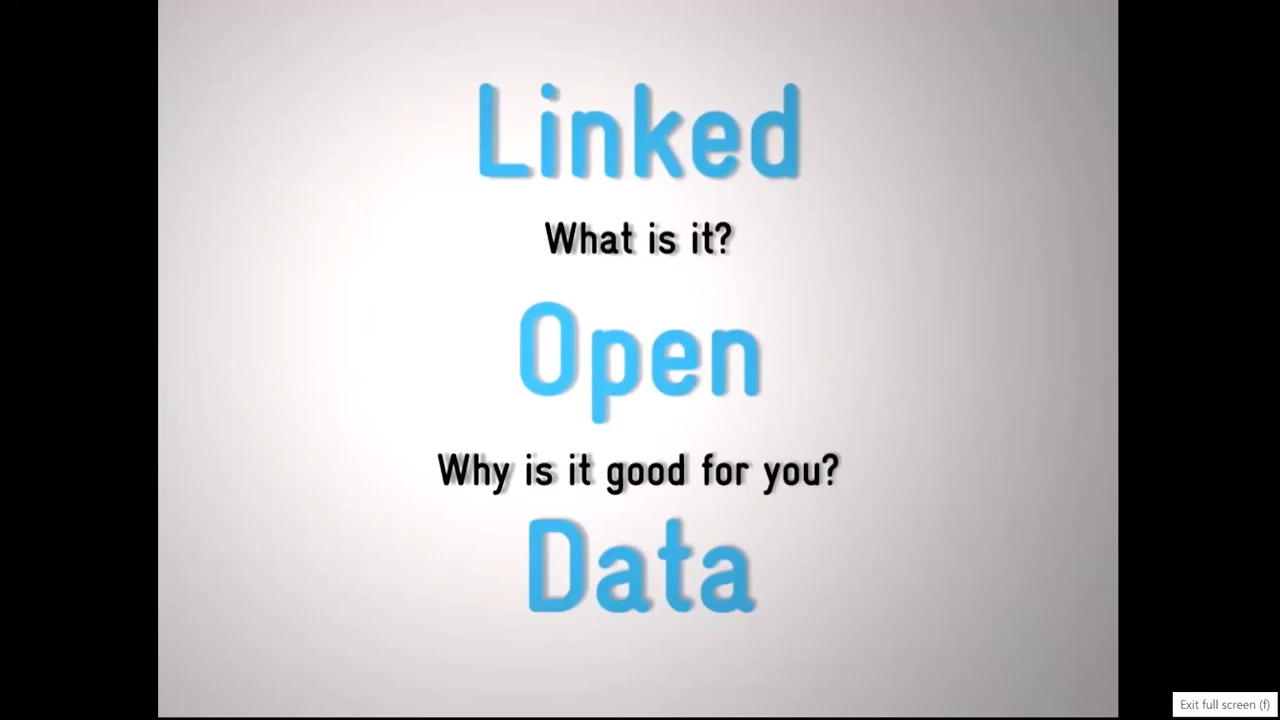 Linked
What is it?
Open
Why is it good for you?
Data
Exit full screen (f)